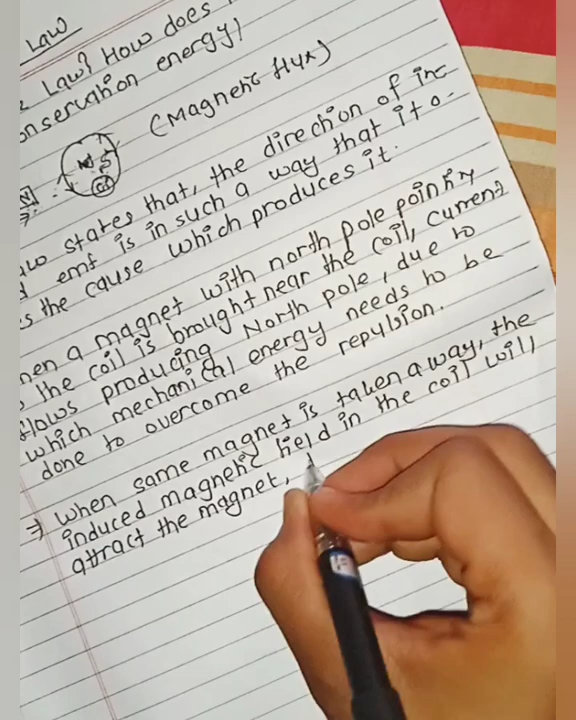 Law
Law? How does
onservation energy)
(Magnetic flux)
N S
states that, the direction of inc
emf is in such a way that it o-
s the cause which produces it.
hen a magnet with north pole pointing
the coil is brought near the coil, current
flows producing North pole, due to
which mechanical energy needs to be
done to overcome the repulsion.
⇒ When same magnet is taken away, the
induced magnetic field in the coil will
attract the magnet,